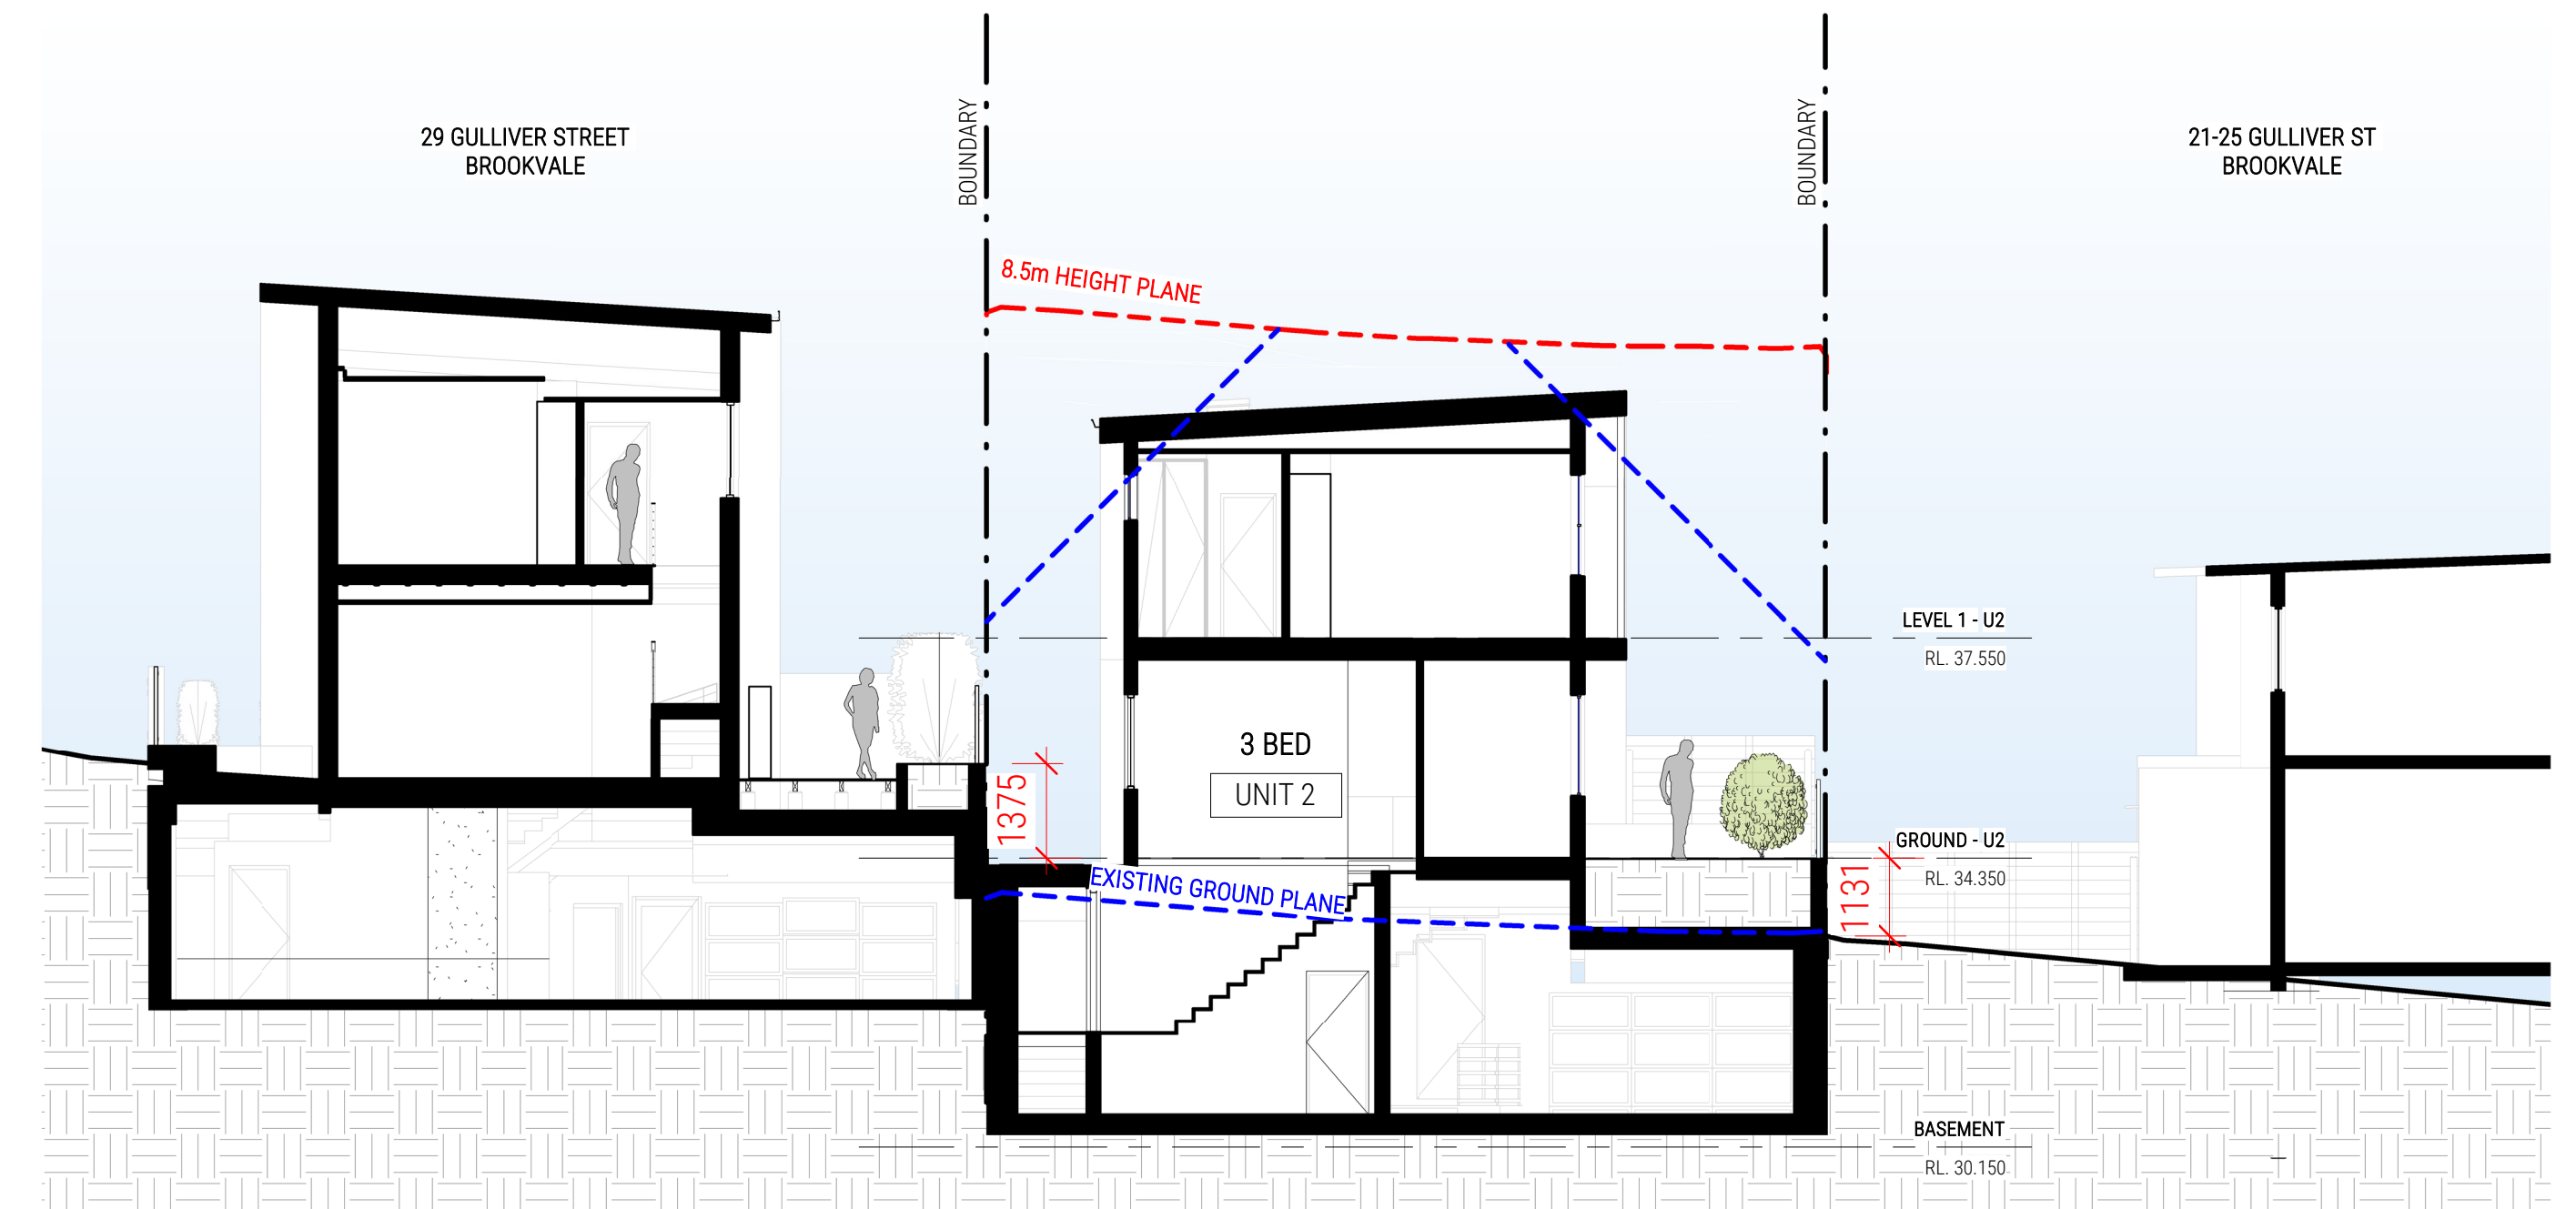 BOUNDARY
BOUNDARY
29 GULLIVER STREET
BROOKVALE
21-25 GULLIVER ST
BROOKVALE
8.5m HEIGHT PLANE
LEVEL 1 - U2
RL. 37.550
3 BED
UNIT 2
1375
GROUND - U2
RL. 34.350
1131
EXISTING GROUND PLANE
BASEMENT
RL. 30.150